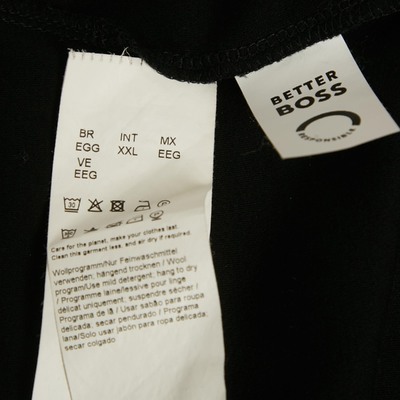 BETTER
BOSS
RESPONSIBLE
BR INT MX
EGG XXL EEG
VE
EEG
30
Care for the planet, make your clothes last.
Clean this garment less, and air dry if required.
Wollprogramm/Nur Feinwaschmittel
verwenden, hängend trocknen / Wool
program/Use mild detergent, hang to dry
/ Programme laine/lessive pour linge
délicat uniquement, suspendre sécher /
Programa de lã / Usar sabão para roupa
delicada, secar pendurado / Programa
lana/Solo usar jabón para ropa delicada,
secar colgado